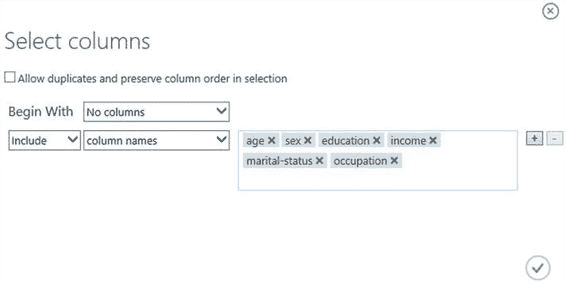 Select columns
Allow duplicates and preserve column order in selection
Begin With No columns
Include column names age sex education income
marital-status occupation